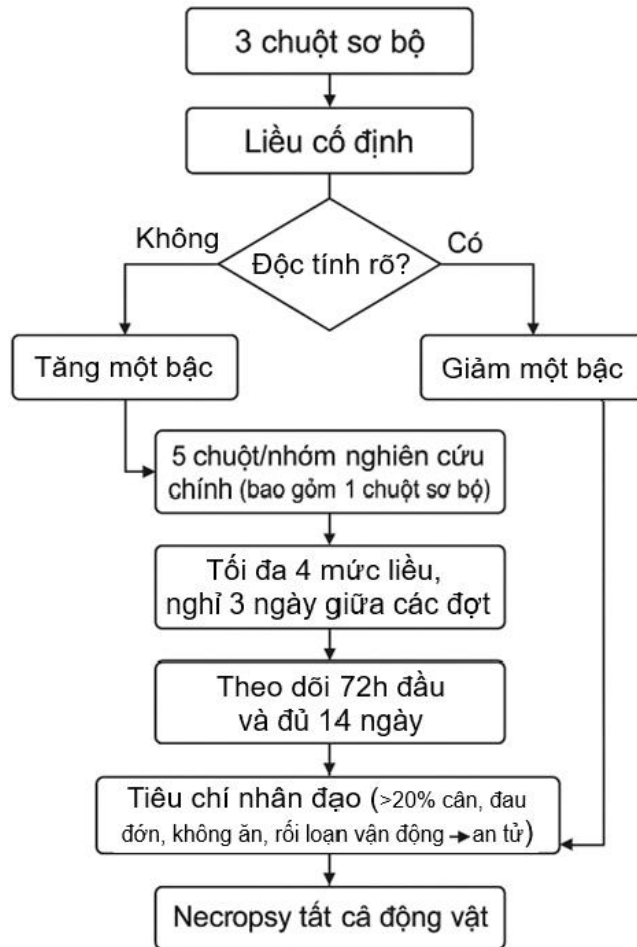 3 chuột sơ bộ
Liều cố định
Không
Có
Độc tính rõ?
Tăng một bậc
Giảm một bậc
5 chuột/nhóm nghiên cứu
chính (bao gồm 1 chuột sơ bộ)
Tối đa 4 mức liều,
nghỉ 3 ngày giữa các đợt
Theo dõi 72h đầu
và đủ 14 ngày
Tiêu chí nhân đạo (>20% cân, đau
đớn, không ăn, rối loạn vận động → an tử)
Necropsy tất câ động vật